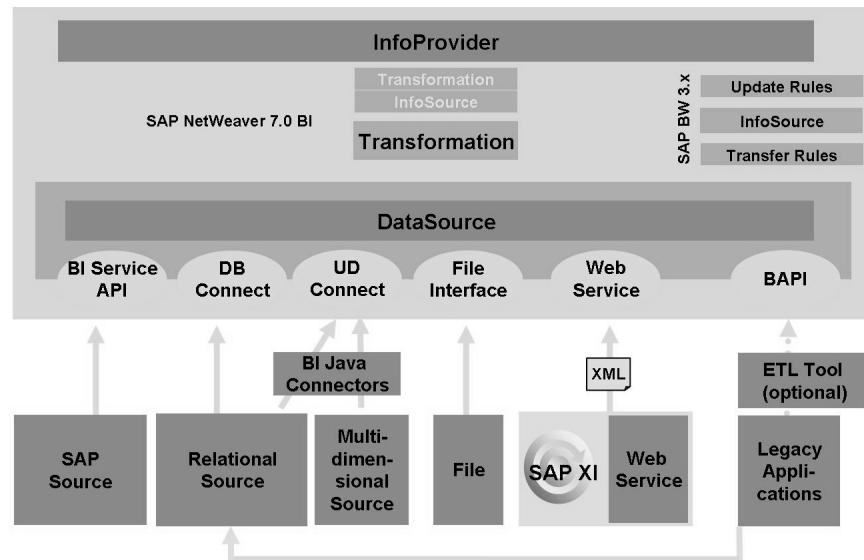 InfoProvider
Transformation
InfoSource
SAP NetWeaver 7.0 BI
Transformation
SAP BW 3.x
Update Rules
InfoSource
Transfer Rules
DataSource
BI Service
API
DB
Connect
UD
Connect
File
Interface
Web
Service
BAPI
BI Java
Connectors
XML
ETL Tool
(optional)
SAP
Source
Relational
Source
Multi-
dimen-
sional
Source
File
SAP XI
Web
Service
Legacy
Appli-
cations